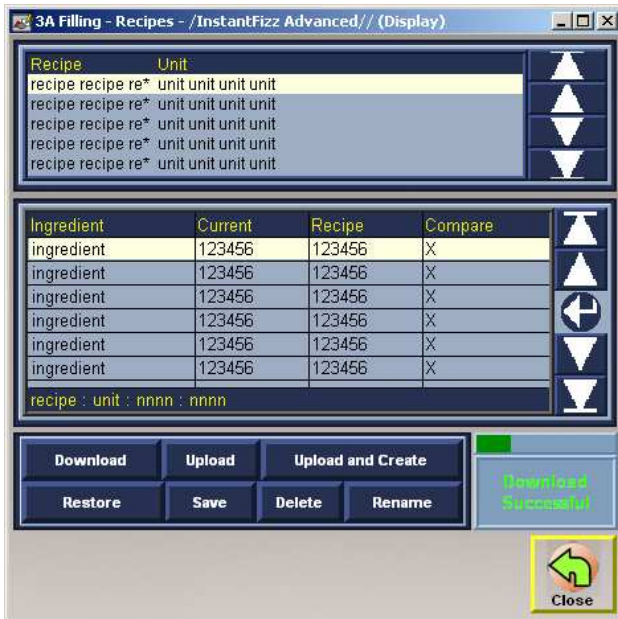 3A Filling - Recipes - /InstantFizz Advanced// (Display)
Recipe Unit
recipe recipe re* unit unit unit unit
recipe recipe re* unit unit unit unit
recipe recipe re* unit unit unit unit
recipe recipe re* unit unit unit unit
recipe recipe re* unit unit unit unit
Ingredient Current Recipe Compare
ingredient 123456 123456 X
ingredient 123456 123456 X
ingredient 123456 123456 X
ingredient 123456 123456 X
ingredient 123456 123456 X
ingredient 123456 123456 X
recipe : unit : nnnn : nnnn
Download Upload Upload and Create
Restore Save Delete Rename
Download
Successful
Close